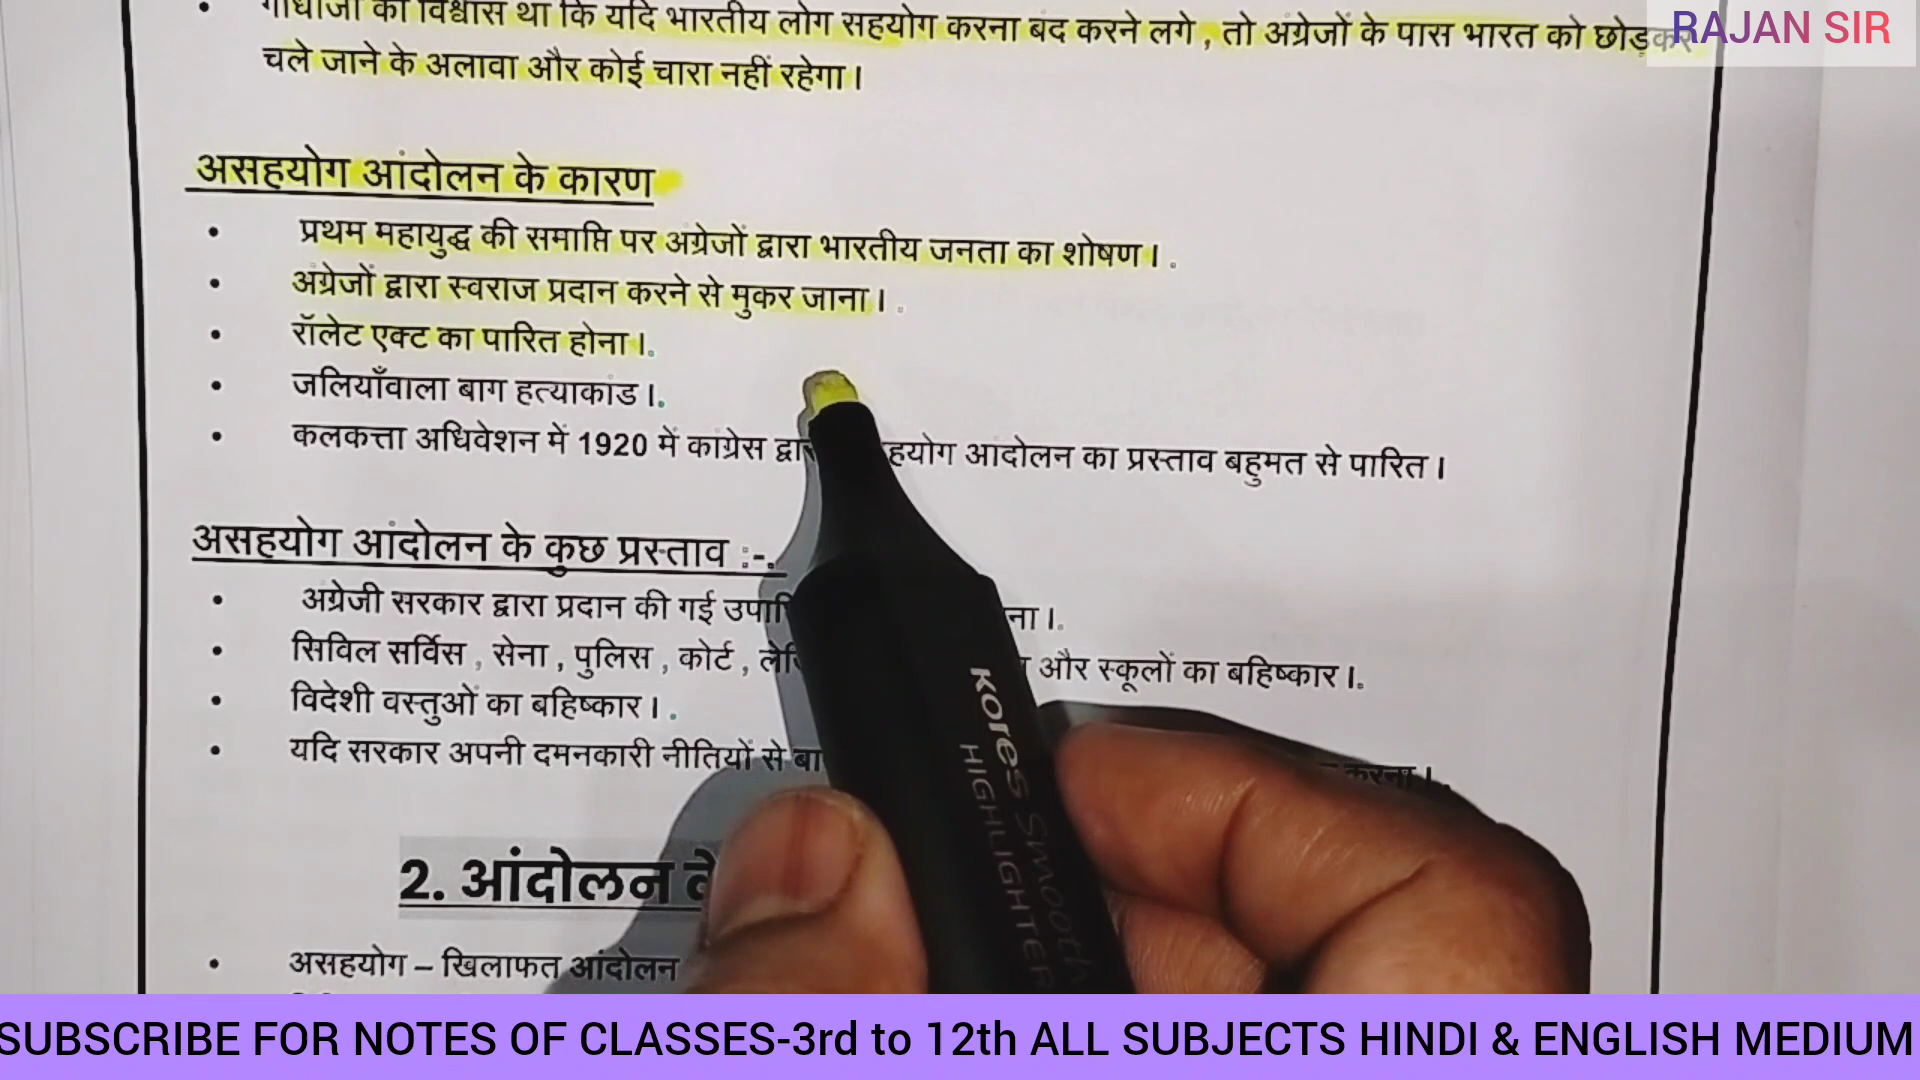 गांधीजी का विश्वास था कि यदि भारतीय लोग सहयोग करना बंद करने लगे , तो अंग्रेजों के पास भारत को छोड़कर
RAJAN SIR
चले जाने के अलावा और कोई चारा नहीं रहेगा ।
असहयोग आंदोलन के कारण
• प्रथम महायुद्ध की समाप्ति पर अंग्रेजों द्वारा भारतीय जनता का शोषण । .
• अंग्रेजों द्वारा स्वराज प्रदान करने से मुकर जाना । .
• रॉलेट एक्ट का पारित होना ।.
• जलियाँवाला बाग हत्याकांड ।.
• कलकत्ता अधिवेशन में 1920 में कांग्रेस आंदोलन का प्रस्ताव बहुमत से पारित ।
असहयोग आंदोलन के कुछ प्रस्ताव :-.
• अंग्रेजी सरकार द्वारा प्रदान की गई
• सिविल सर्विस , सेना , पुलिस , कोर्ट , और स्कूलों का बहिष्कार ।.
• विदेशी वस्तुओं का बहिष्कार । .
• यदि सरकार अपनी दमनकारी नीतियों से करना ।.
2. आंदोलन
• असहयोग – खिलाफत आंदोलन
kores Smooth
HIGHLIGHTER
SUBSCRIBE FOR NOTES OF CLASSES-3rd to 12th ALL SUBJECTS HINDI & ENGLISH MEDIUM